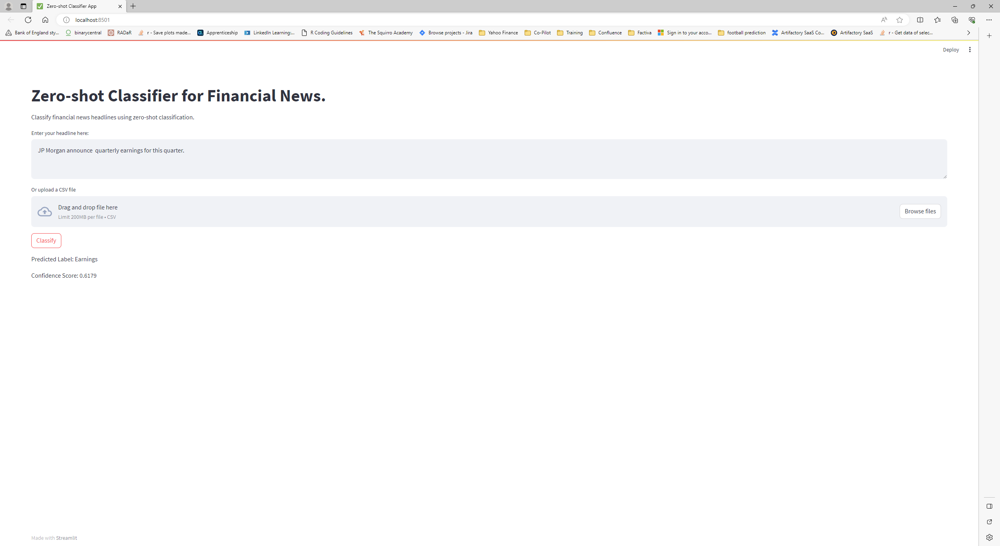 Zero-shot Classifier App
localhost:8501
Bank of England sty... binarycentral RADaR r - Save plots made... Apprenticeship LinkedIn Learning:... R Coding Guidelines The Squirro Academy Browse projects - Jira Yahoo Finance Co-Pilot Training Confluence Factiva Sign in to your acco... football prediction Artifactory SaaS Co... Artifactory SaaS r - Get data of selec...
Deploy
Zero-shot Classifier for Financial News.
Classify financial news headlines using zero-shot classification.
Enter your headline here:
JP Morgan announce  quarterly earnings for this quarter.
Or upload a CSV file
Drag and drop file here
Limit 200MB per file • CSV
Browse files
Classify
Predicted Label: Earnings
Confidence Score: 0.6179
Made with Streamlit